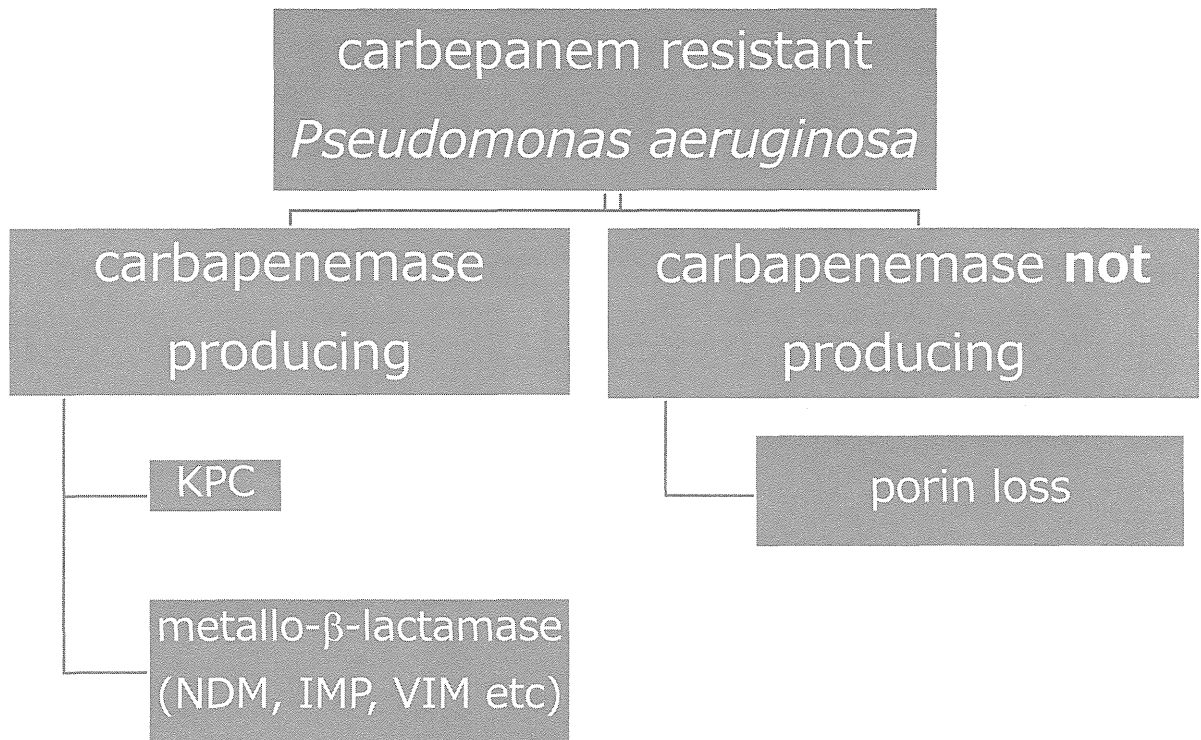 carbepanem resistant
Pseudomonas aeruginosa
carbapenemase
producing
carbapenemase not
producing
KPC
porin loss
metallo-β-lactamase
(NDM, IMP, VIM etc)